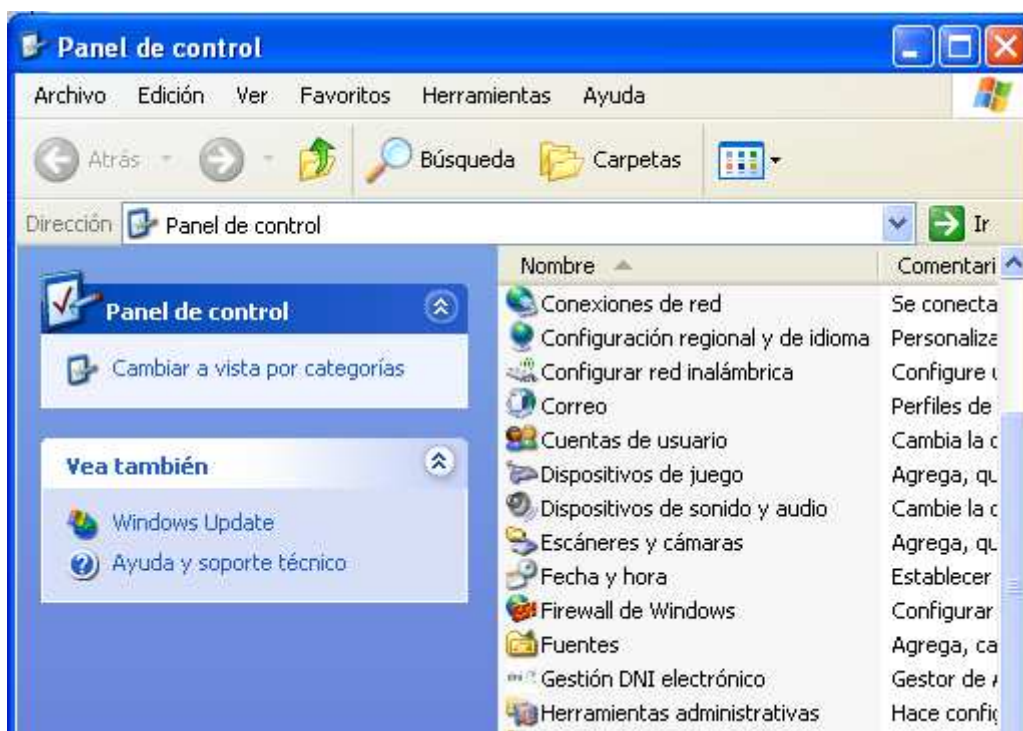 Panel de control
Archivo Edición Ver Favoritos Herramientas Ayuda
Atrás Búsqueda Carpetas
Dirección Panel de control Ir
Panel de control
Cambiar a vista por categorías
Vea también
Windows Update
Ayuda y soporte técnico
Nombre Comentari
Conexiones de red Se conecta
Configuración regional y de idioma Personaliza
Configurar red inalámbrica Configure
Correo Perfiles de
Cuentas de usuario Cambia la
Dispositivos de juego Agrega, qu
Dispositivos de sonido y audio Cambie la
Escáneres y cámaras Agrega, qu
Fecha y hora Establecer
Firewall de Windows Configurar
Fuentes Agrega, ca
Gestión DNI electrónico Gestor de
Herramientas administrativas Hace config